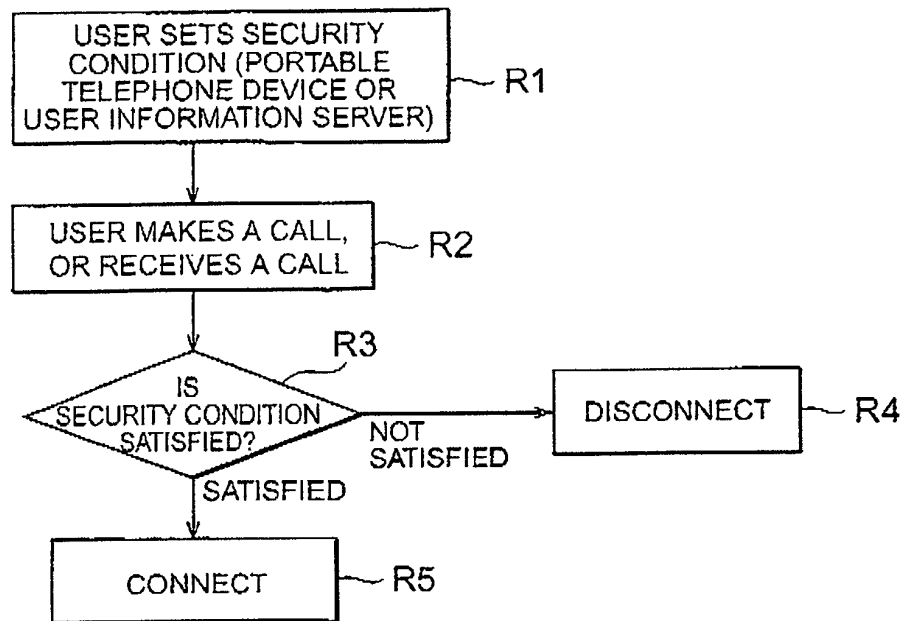 USER SETS SECURITY
CONDITION (PORTABLE
TELEPHONE DEVICE OR
USER INFORMATION SERVER)
R1
USER MAKES A CALL,
OR RECEIVES A CALL
R2
R3
IS
SECURITY CONDITION
SATISFIED?
NOT
SATISFIED
DISCONNECT
R4
SATISFIED
CONNECT
R5